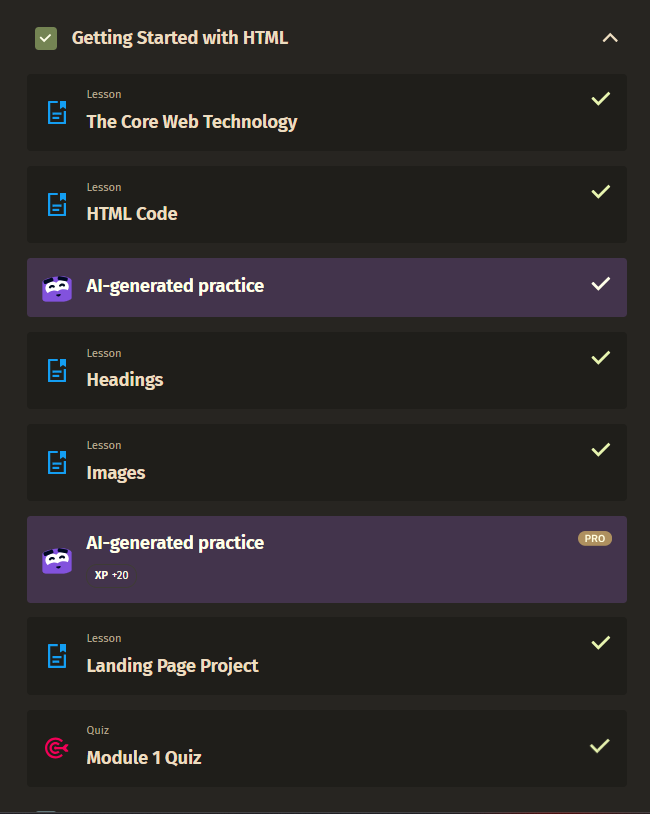 Getting Started with HTML
Lesson
The Core Web Technology
Lesson
HTML Code
AI-generated practice
Lesson
Headings
Lesson
Images
AI-generated practice
PRO
XP +20
Lesson
Landing Page Project
Quiz
Module 1 Quiz